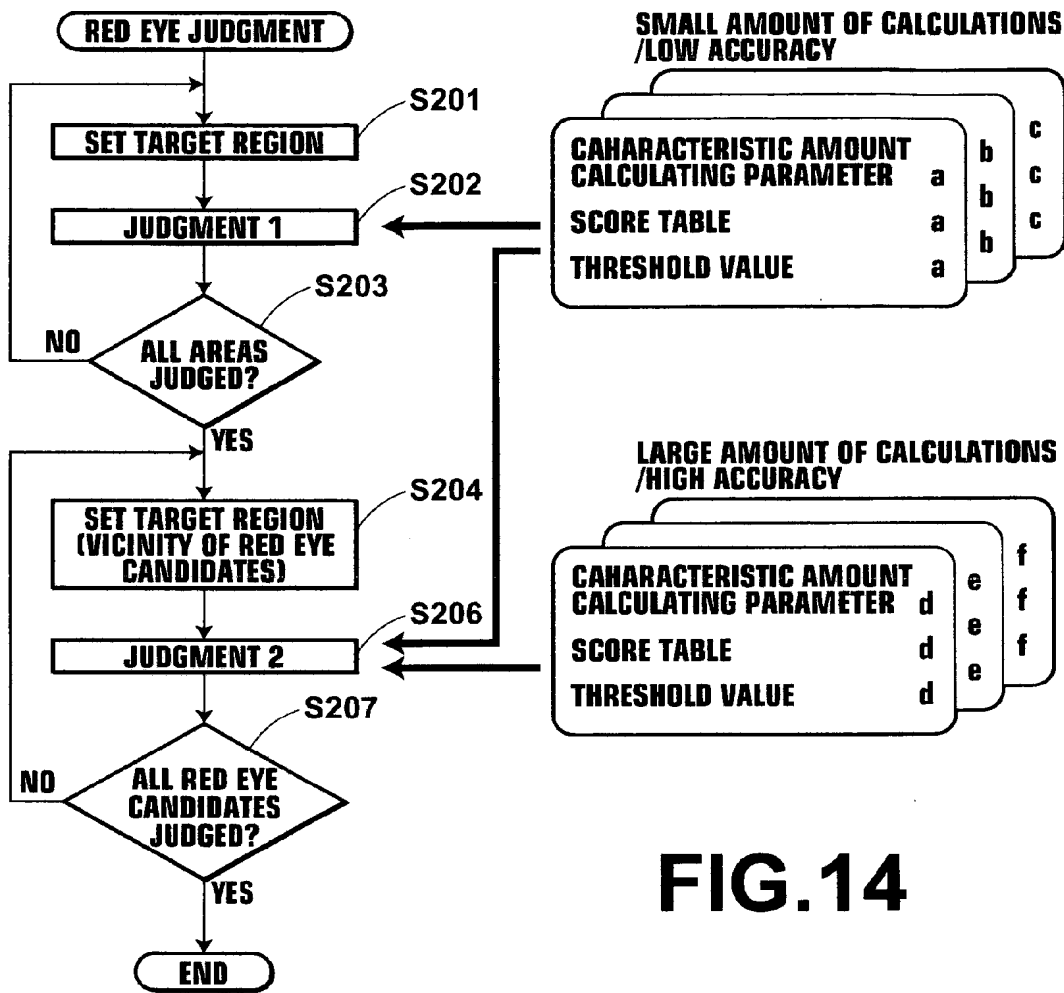 RED EYE JUDGMENT
S201
SET TARGET REGION
S202
JUDGMENT 1
S203
NO
ALL AREAS
JUDGED?
YES
S204
SET TARGET REGION
(VICINITY OF RED EYE
CANDIDATES)
S206
JUDGMENT 2
S207
NO
ALL RED EYE
CANDIDATES
JUDGED?
YES
END
SMALL AMOUNT OF CALCULATIONS
/LOW ACCURACY
CAHARACTERISTIC AMOUNT
CALCULATING PARAMETER a
SCORE TABLE a
THRESHOLD VALUE a
b
b
b
c
c
c
LARGE AMOUNT OF CALCULATIONS
/HIGH ACCURACY
CAHARACTERISTIC AMOUNT
CALCULATING PARAMETER d
SCORE TABLE d
THRESHOLD VALUE d
e
e
e
f
f
f
FIG.14